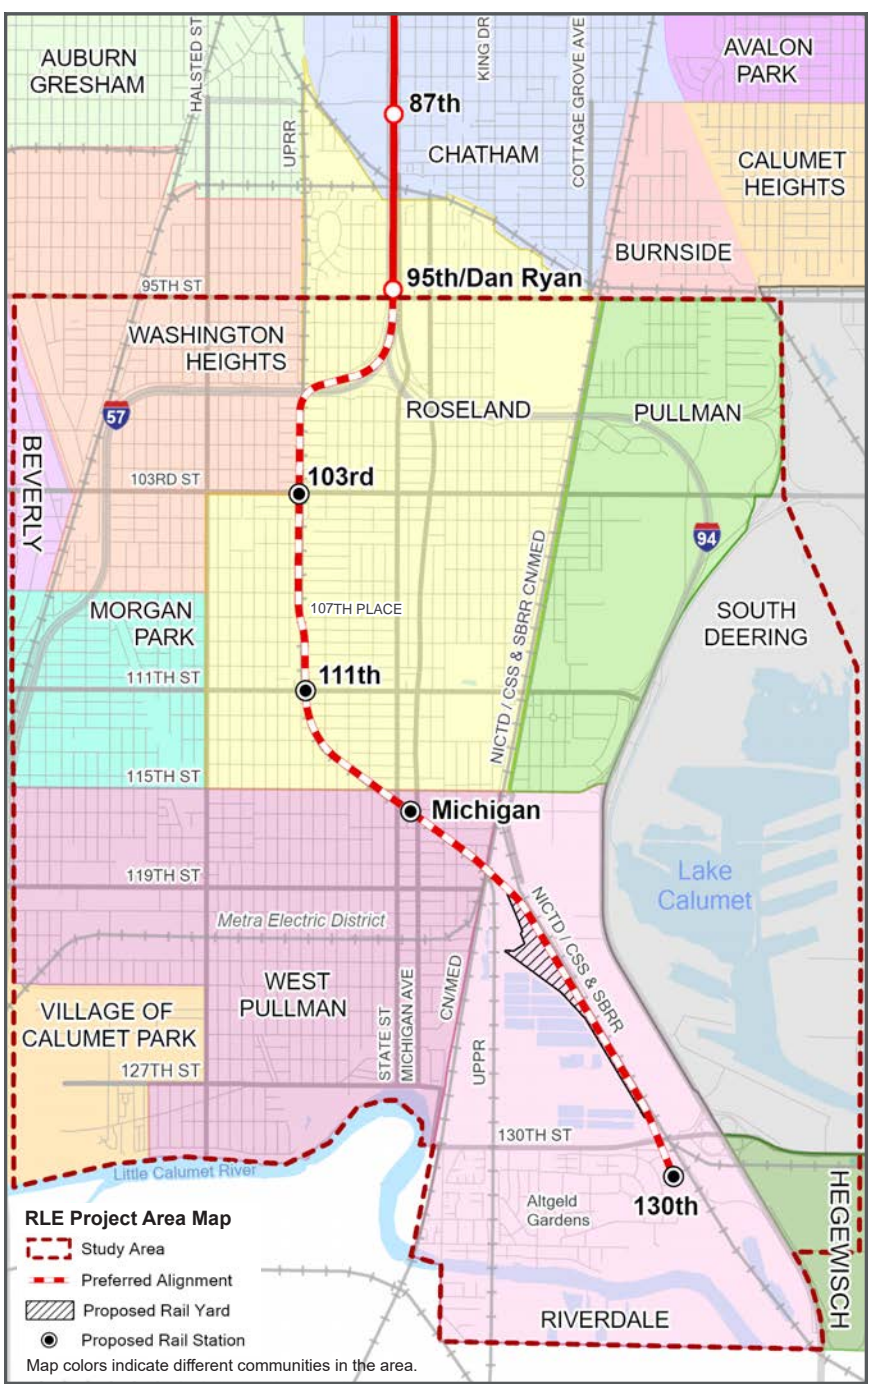 AUBURN
GRESHAM
HALSTED ST
UPRR
KING DR
COTTAGE GROVE AVE
AVALON
PARK
87th
CHATHAM
CALUMET
HEIGHTS
BURNSIDE
95TH ST
95th/Dan Ryan
WASHINGTON
HEIGHTS
57
ROSELAND
PULLMAN
BEVERLY
103RD ST
103rd
94
NICTD / CSS & SBRR CN/MED
107TH PLACE
MORGAN
PARK
SOUTH
DEERING
111TH ST
111th
115TH ST
Michigan
119TH ST
Lake
Calumet
Metra Electric District
NICTD / CSS & SBRR
WEST
PULLMAN
STATE ST
MICHIGAN AVE
CN/MED
UPPR
VILLAGE OF
CALUMET PARK
127TH ST
130TH ST
Little Calumet River
130th
Altgeld
Gardens
HEGEWISCH
RIVERDALE
RLE Project Area Map
Study Area
Preferred Alignment
Proposed Rail Yard
Proposed Rail Station
Map colors indicate different communities in the area.